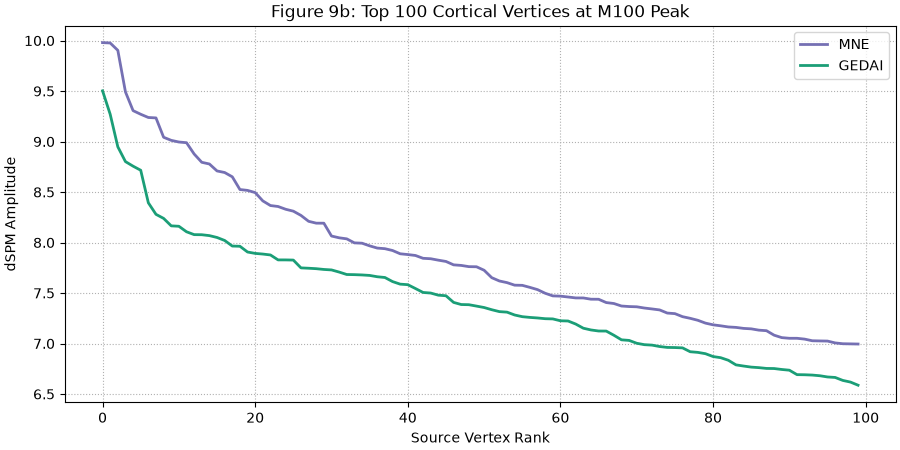 Figure 9b: Top 100 Cortical Vertices at M100 Peak
MNE
GEDAI
dSPM Amplitude
10.0
9.5
9.0
8.5
8.0
7.5
7.0
6.5
0 20 40 60 80 100
Source Vertex Rank